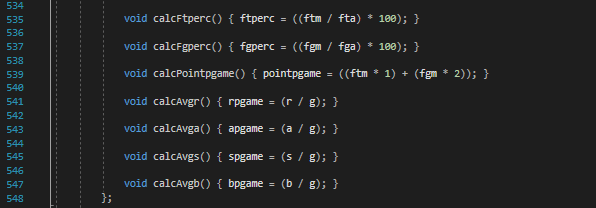 534
535 void calcFtperc() { ftperc = ((ftm / fta) * 100); }
536
537 void calcFgperc() { fgperc = ((fgm / fga) * 100); }
538
539 void calcPointpgame() { pointpgame = ((ftm * 1) + (fgm * 2)); }
540
541 void calcAvgr() { rpgame = (r / g); }
542
543 void calcAvga() { apgame = (a / g); }
544
545 void calcAvgs() { spgame = (s / g); }
546
547 void calcAvgb() { bpgame = (b / g); }
548 };